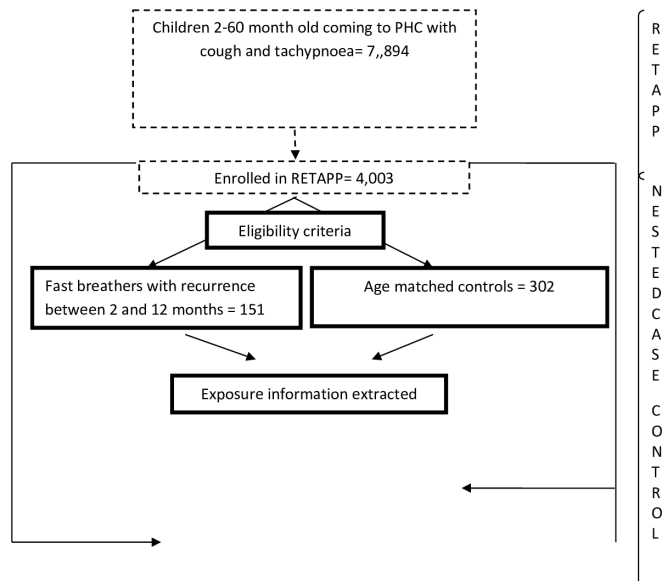 Children 2-60 month old coming to PHC with
cough and tachypnoea= 7,,894
Enrolled in RETAPP= 4,003
Eligibility criteria
Fast breathers with recurrence
between 2 and 12 months = 151
Age matched controls = 302
Exposure information extracted
R
E
T
A
P
P
N
E
S
T
E
D
C
A
S
E
C
O
N
T
R
O
L